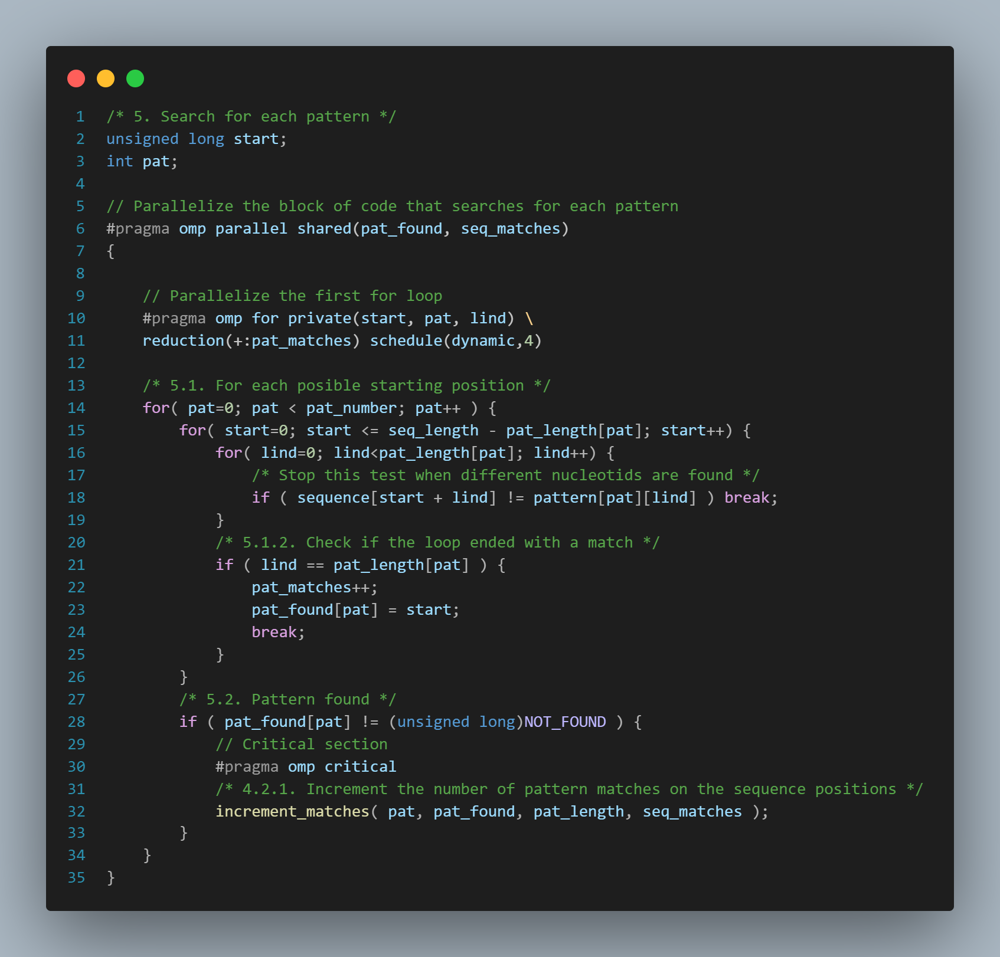 1 /* 5. Search for each pattern */
2 unsigned long start;
3 int pat;
4
5 // Parallelize the block of code that searches for each pattern
6 #pragma omp parallel shared(pat_found, seq_matches)
7 {
8
9     // Parallelize the first for loop
10     #pragma omp for private(start, pat, lind) \
11     reduction(+:pat_matches) schedule(dynamic,4)
12
13     /* 5.1. For each posible starting position */
14     for( pat=0; pat < pat_number; pat++ ) {
15         for( start=0; start <= seq_length - pat_length[pat]; start++) {
16             for( lind=0; lind<pat_length[pat]; lind++) {
17                 /* Stop this test when different nucleotids are found */
18                 if ( sequence[start + lind] != pattern[pat][lind] ) break;
19             }
20             /* 5.1.2. Check if the loop ended with a match */
21             if ( lind == pat_length[pat] ) {
22                 pat_matches++;
23                 pat_found[pat] = start;
24                 break;
25             }
26         }
27         /* 5.2. Pattern found */
28         if ( pat_found[pat] != (unsigned long)NOT_FOUND ) {
29             // Critical section
30             #pragma omp critical
31             /* 4.2.1. Increment the number of pattern matches on the sequence positions */
32             increment_matches( pat, pat_found, pat_length, seq_matches );
33         }
34     }
35 }